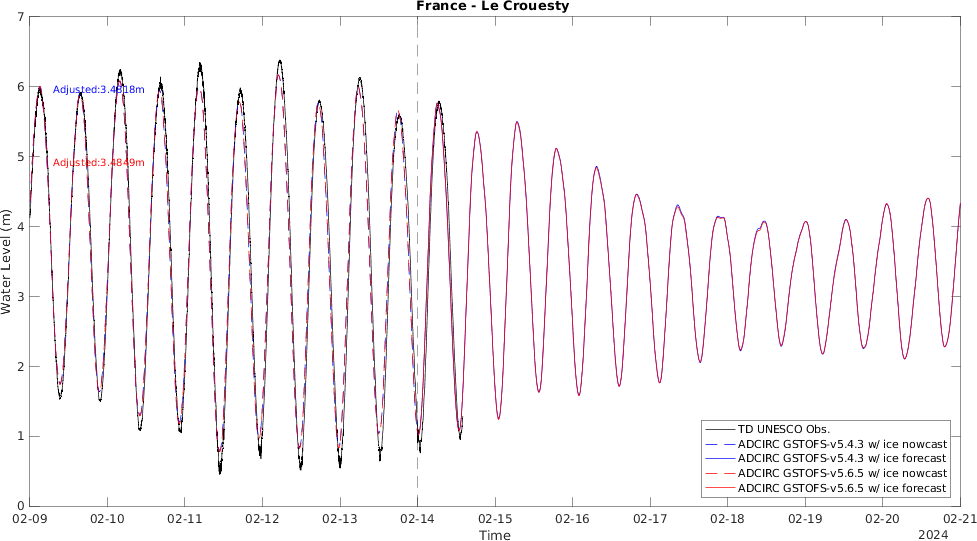 France - Le Crouesty
7
6
5
4
3
2
1
0
Water Level (m)
Adjusted:3.4818m
Adjusted:3.4849m
TD UNESCO Obs.
ADCIRC GSTOFS-v5.4.3 w/ ice nowcast
ADCIRC GSTOFS-v5.4.3 w/ ice forecast
ADCIRC GSTOFS-v5.6.5 w/ ice nowcast
ADCIRC GSTOFS-v5.6.5 w/ ice forecast
02-09 02-10 02-11 02-12 02-13 02-14 02-15 02-16 02-17 02-18 02-19 02-20 02-21
Time
2024